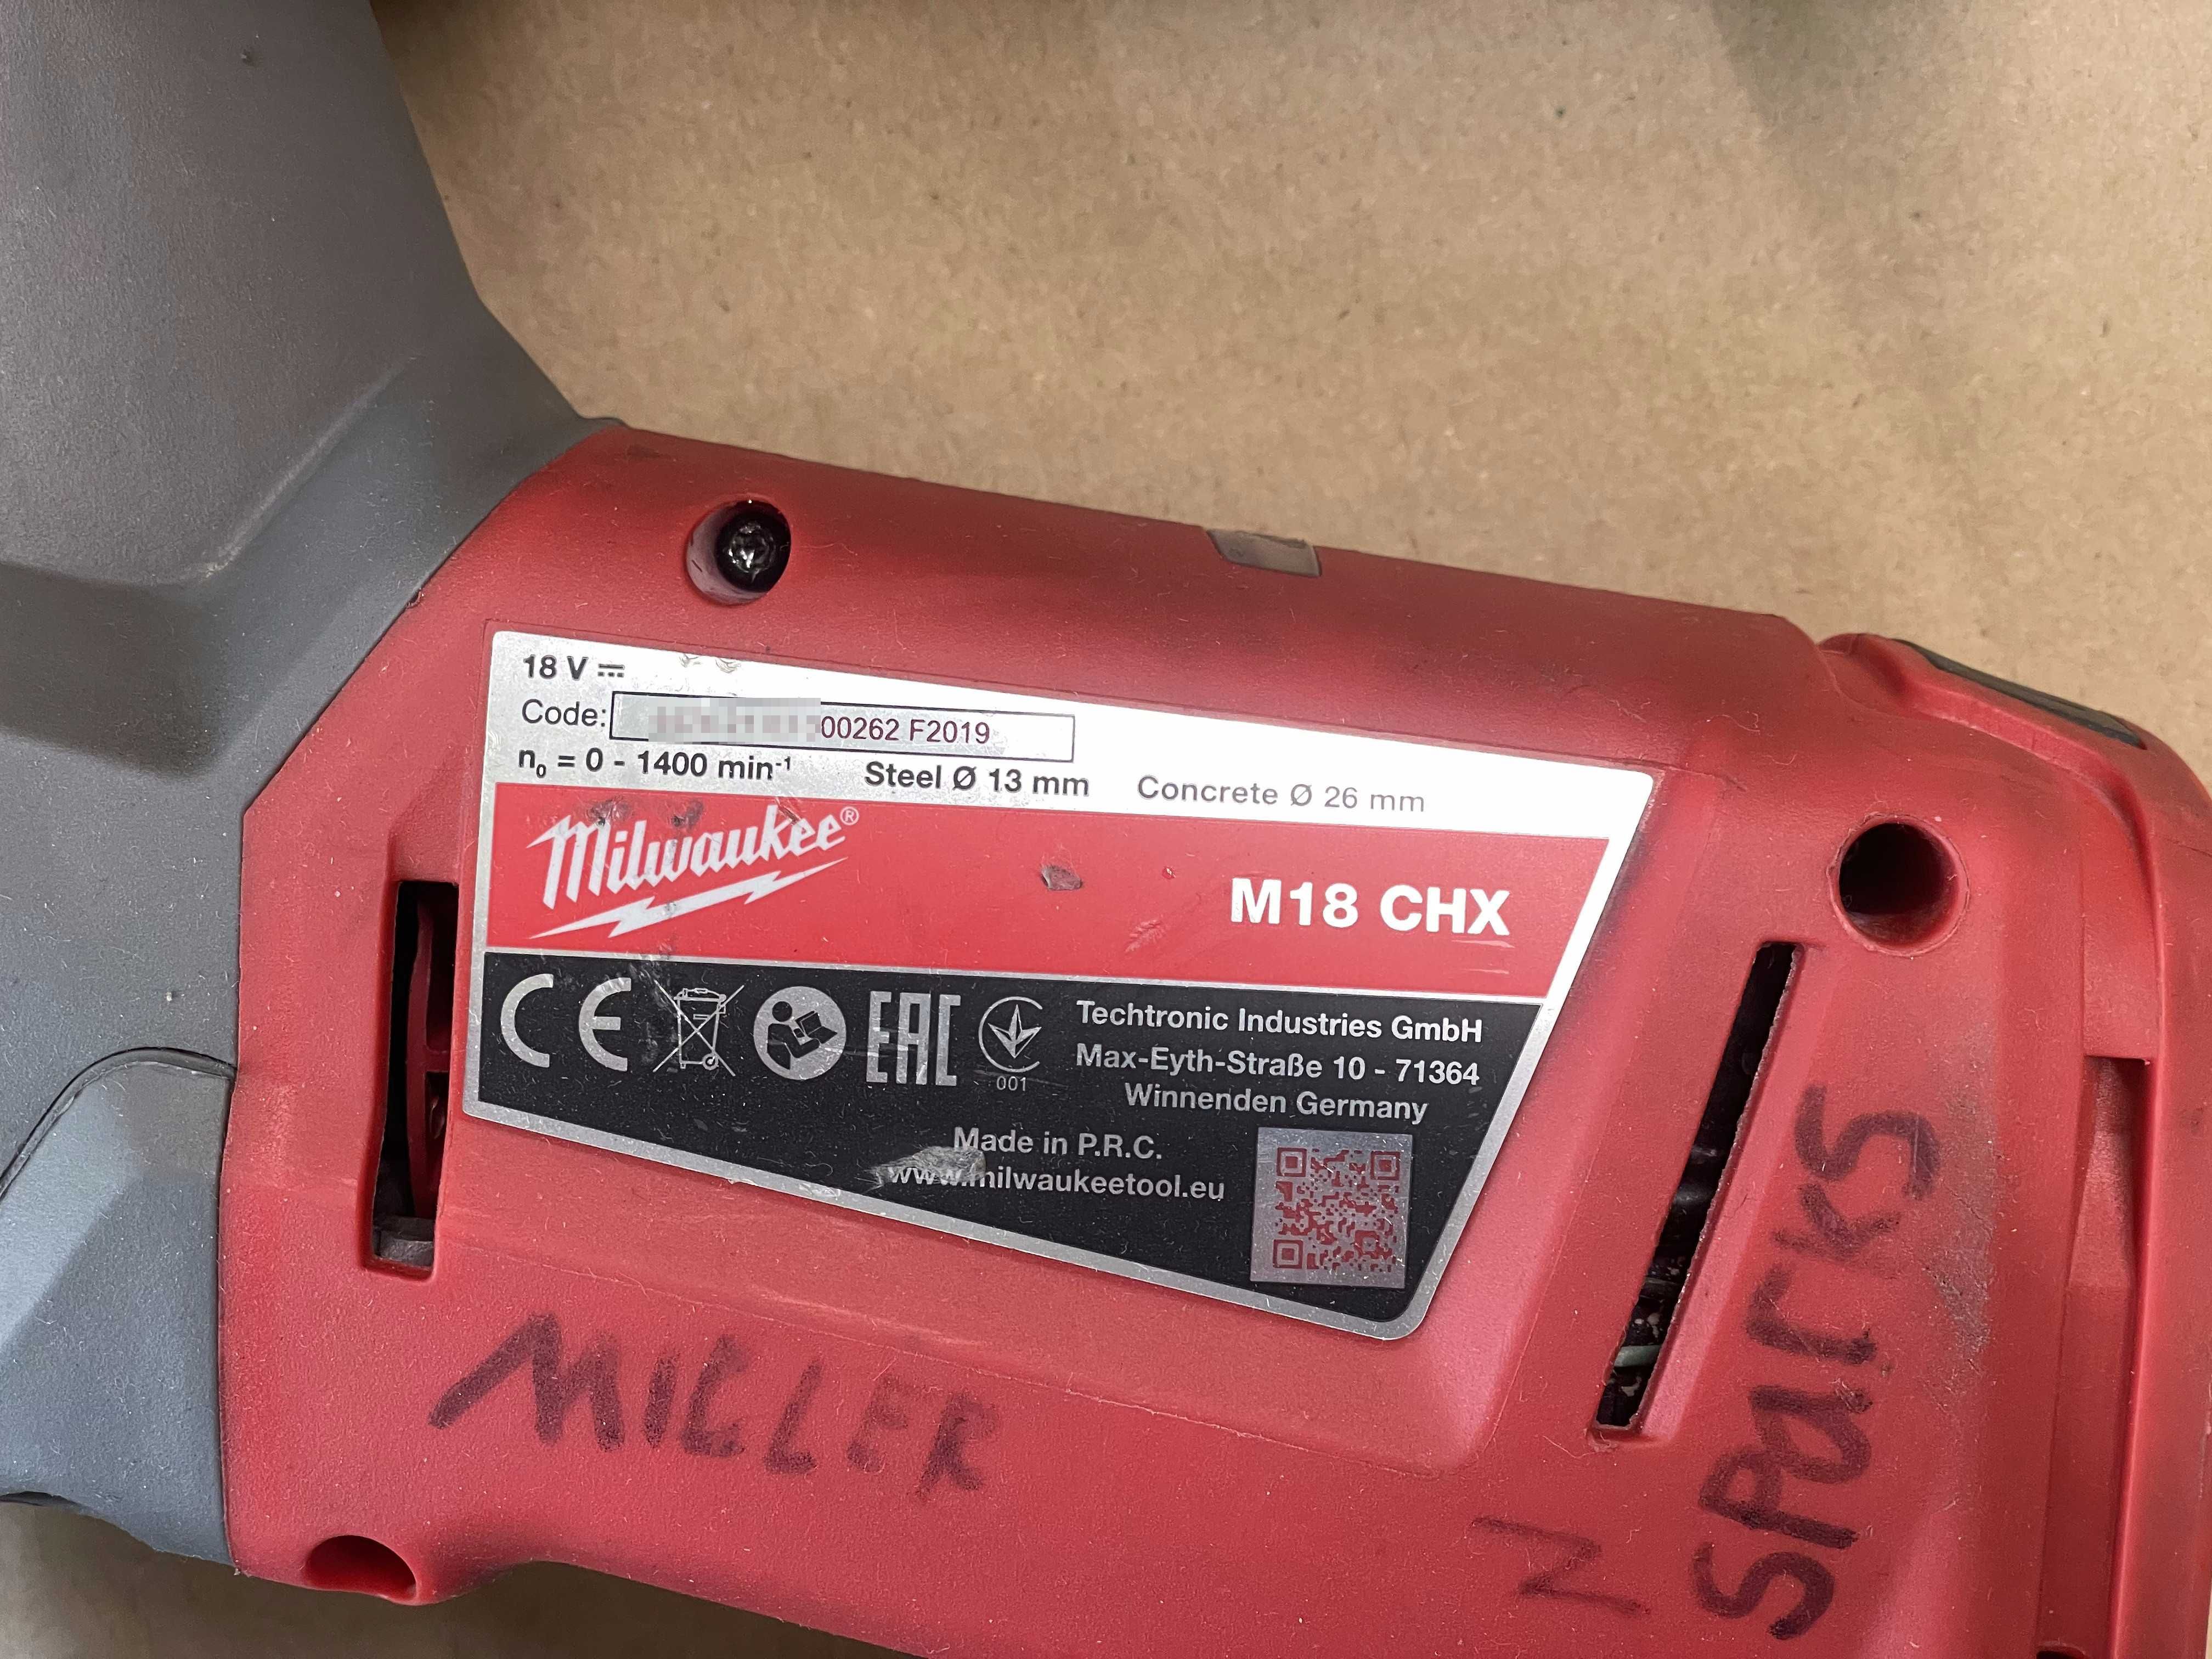 18 V
Code: 00262 F2019
n₀ = 0 - 1400 min⁻¹ Steel Ø 13 mm Concrete Ø 26 mm
Milwaukee®
M18 CHX
CE EAC 001
Techtronic Industries GmbH
Max-Eyth-Straße 10 - 71364
Winnenden Germany
Made in P.R.C.
www.milwaukeetool.eu
MILLER
N
SPARKS